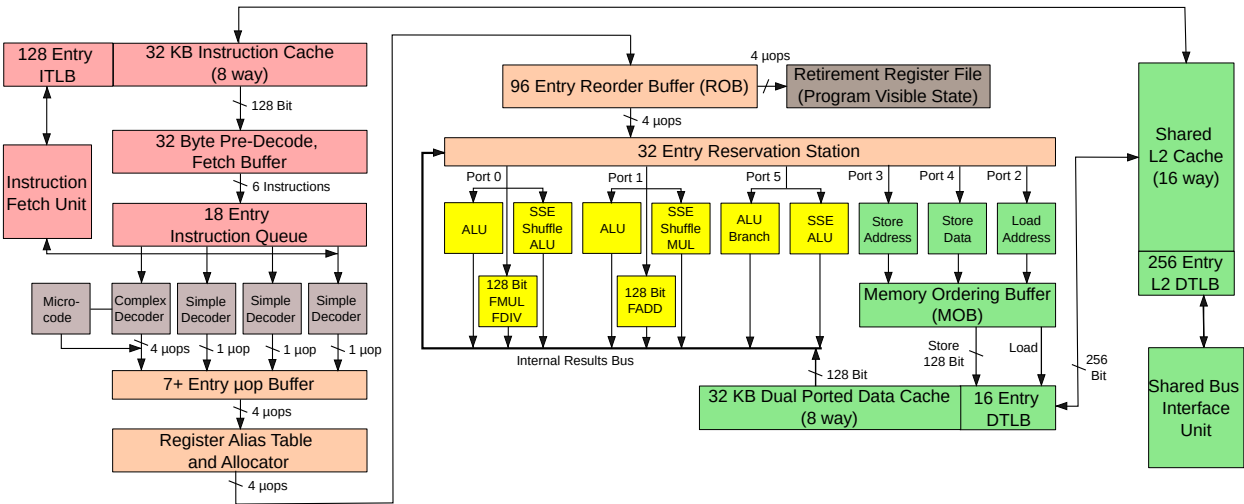 128 Entry
ITLB
32 KB Instruction Cache
(8 way)
128 Bit
32 Byte Pre-Decode,
Fetch Buffer
Instruction
Fetch Unit
6 Instructions
18 Entry
Instruction Queue
Micro-
code
Complex
Decoder
Simple
Decoder
Simple
Decoder
Simple
Decoder
4 µops
1 µop
1 µop
1 µop
7+ Entry µop Buffer
4 µops
Register Alias Table
and Allocator
4 µops
96 Entry Reorder Buffer (ROB)
4 µops
Retirement Register File
(Program Visible State)
4 µops
32 Entry Reservation Station
Port 0
Port 1
Port 5
Port 3
Port 4
Port 2
ALU
SSE
Shuffle
ALU
ALU
SSE
Shuffle
MUL
ALU
Branch
SSE
ALU
Store
Address
Store
Data
Load
Address
128 Bit
FMUL
FDIV
128 Bit
FADD
Memory Ordering Buffer
(MOB)
Internal Results Bus
Store
128 Bit
Load
128 Bit
256
Bit
32 KB Dual Ported Data Cache
(8 way)
16 Entry
DTLB
Shared
L2 Cache
(16 way)
256 Entry
L2 DTLB
Shared Bus
Interface
Unit